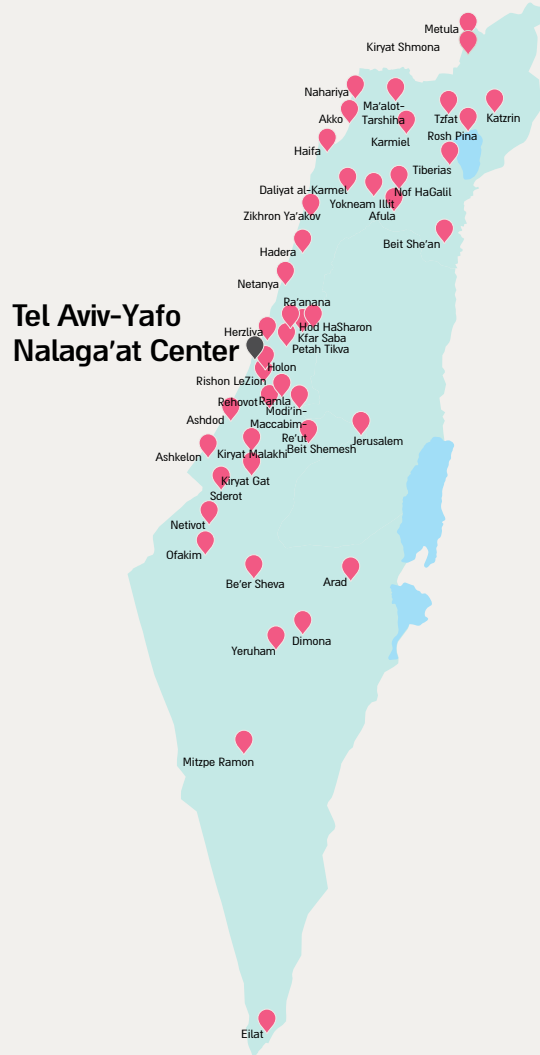 Metula
Kiryat Shmona
Nahariya
Ma'alot-
Tarshiha
Akko
Tzfat
Katzrin
Karmiel
Rosh Pina
Haifa
Tiberias
Daliyat al-Karmel
Nof HaGalil
Yokneam Illit
Zikhron Ya'akov
Afula
Beit She'an
Hadera
Netanya
Ra'anana
Tel Aviv-Yafo
Nalaga'at Center
Herzliya
Hod HaSharon
Kfar Saba
Petah Tikva
Holon
Rishon LeZion
Rehovot
Ramla
Modi'in-
Maccabim-
Re'ut
Ashdod
Jerusalem
Beit Shemesh
Kiryat Malakhi
Ashkelon
Kiryat Gat
Sderot
Netivot
Ofakim
Be'er Sheva
Arad
Dimona
Yeruham
Mitzpe Ramon
Eilat